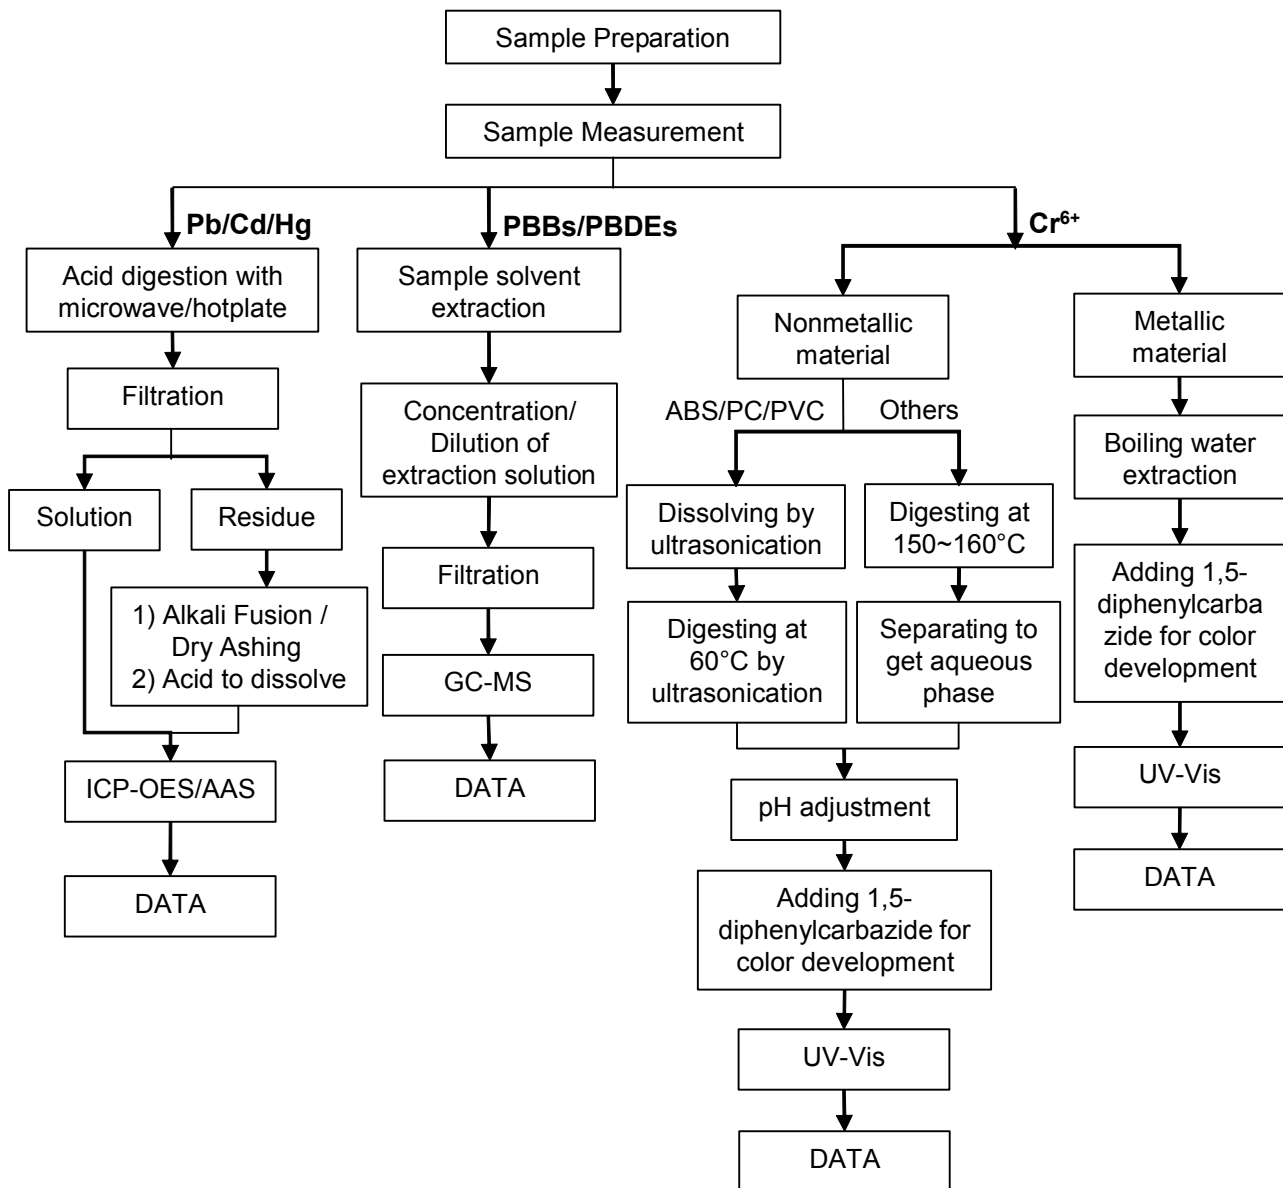 Sample Preparation
Sample Measurement
Pb/Cd/Hg
Acid digestion with
microwave/hotplate
Filtration
Solution
Residue
1) Alkali Fusion /
Dry Ashing
2) Acid to dissolve
ICP-OES/AAS
DATA
PBBs/PBDEs
Sample solvent
extraction
Concentration/
Dilution of
extraction solution
Filtration
GC-MS
DATA
Cr⁶⁺
Nonmetallic
material
ABS/PC/PVC
Others
Dissolving by
ultrasonication
Digesting at
60°C by
ultrasonication
Digesting at
150~160°C
Separating to
get aqueous
phase
pH adjustment
Adding 1,5-
diphenylcarbazide for
color development
UV-Vis
DATA
Metallic
material
Boiling water
extraction
Adding 1,5-
diphenylcarba
zide for color
development
UV-Vis
DATA